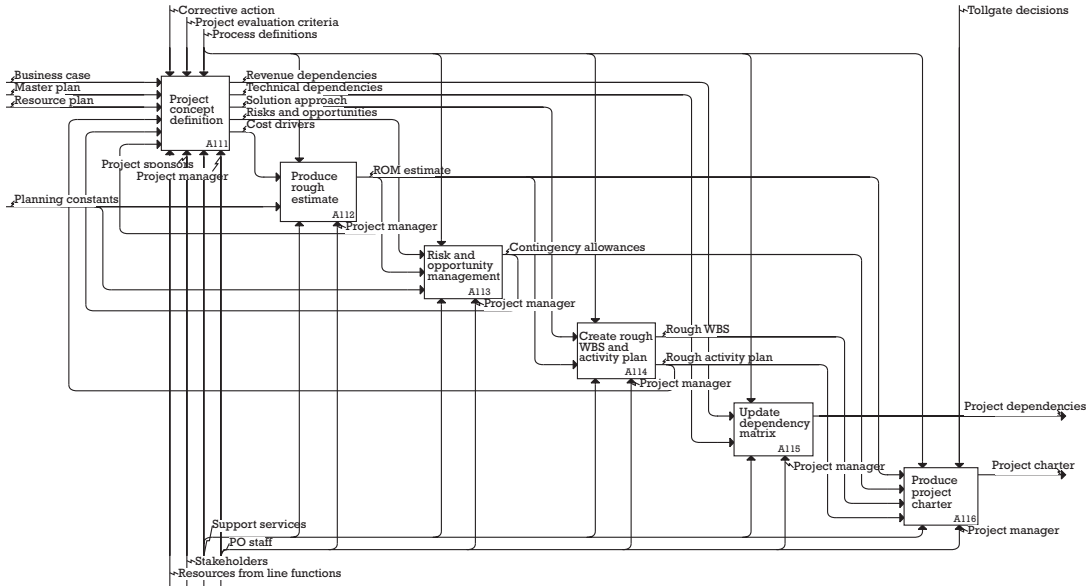 Corrective action
Tollgate decisions
Project evaluation criteria
Process definitions
Business case
Revenue dependencies
Master plan
Technical dependencies
Resource plan
Project
concept
definition
A111
Solution approach
Risks and opportunities
Cost drivers
Project sponsors
Project manager
ROM estimate
Produce
rough
estimate
A112
Planning constants
Project manager
Contingency allowances
Risk and
opportunity
management
A113
Project manager
Rough WBS
Create rough
WBS and
activity plan
A114
Rough activity plan
Project manager
Project dependencies
Update
dependency
matrix
A115
Project manager
Project charter
Produce
project
charter
A116
Project manager
Support services
PO staff
Stakeholders
Resources from line functions